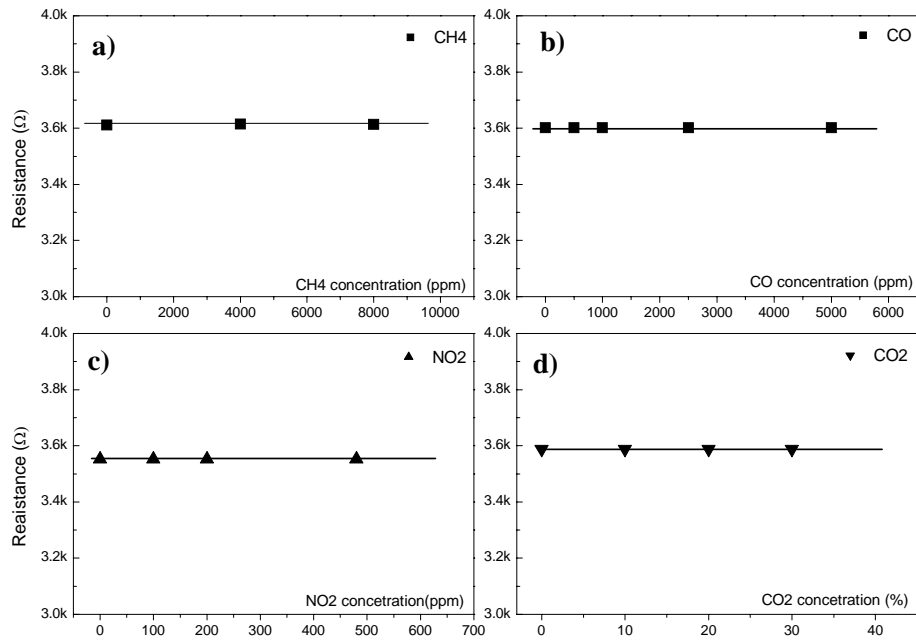 a)
CH4
4.0k
3.8k
3.6k
3.4k
3.2k
3.0k
Resistance (Ω)
CH4 concentration (ppm)
0 2000 4000 6000 8000 10000
b)
CO
4.0k
3.8k
3.6k
3.4k
3.2k
3.0k
CO concentration (ppm)
0 1000 2000 3000 4000 5000 6000
c)
NO2
4.0k
3.8k
3.6k
3.4k
3.2k
3.0k
Reaistance (Ω)
NO2 concetration(ppm)
0 100 200 300 400 500 600 700
d)
CO2
4.0k
3.8k
3.6k
3.4k
3.2k
3.0k
CO2 concetration (%)
0 10 20 30 40